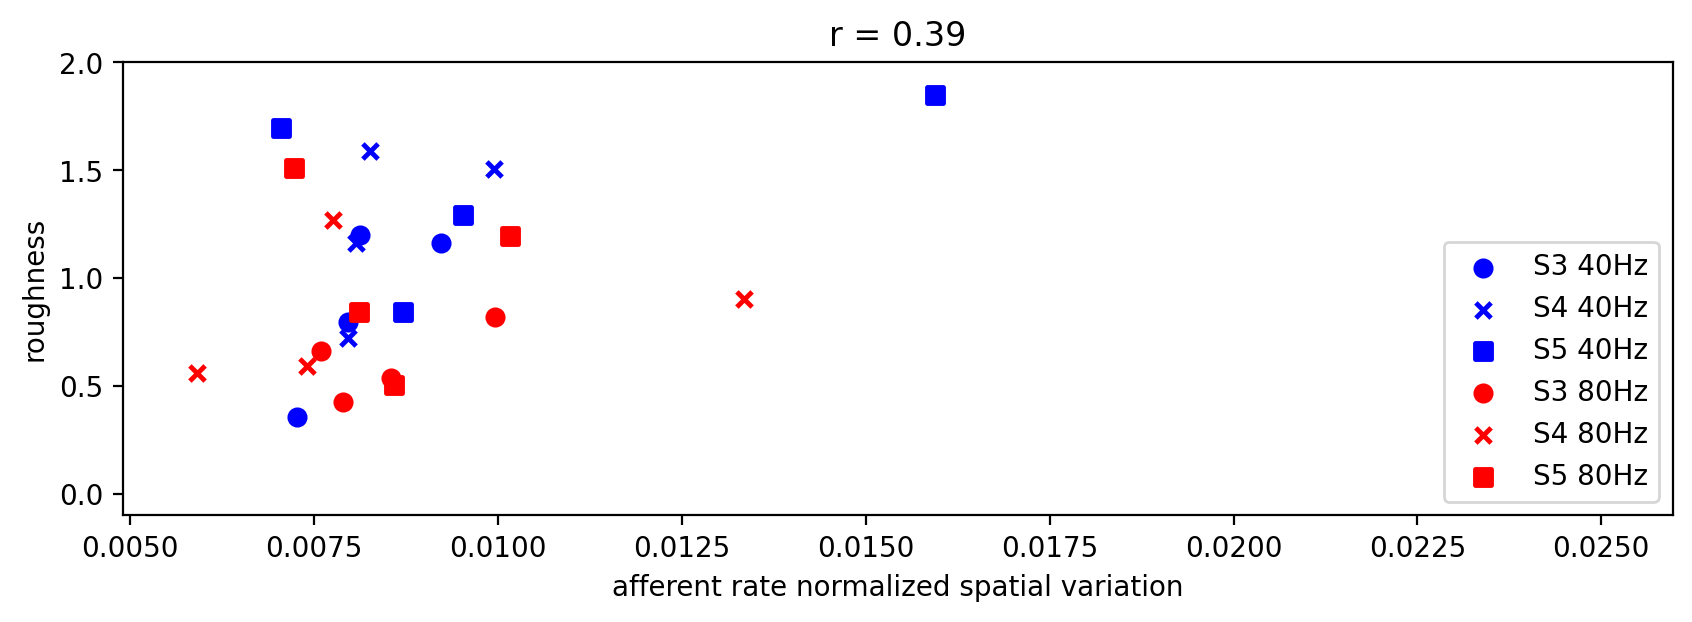 r = 0.39
2.0
1.5
1.0
0.5
0.0
roughness
S3 40Hz
S4 40Hz
S5 40Hz
S3 80Hz
S4 80Hz
S5 80Hz
0.0050 0.0075 0.0100 0.0125 0.0150 0.0175 0.0200 0.0225 0.0250
afferent rate normalized spatial variation